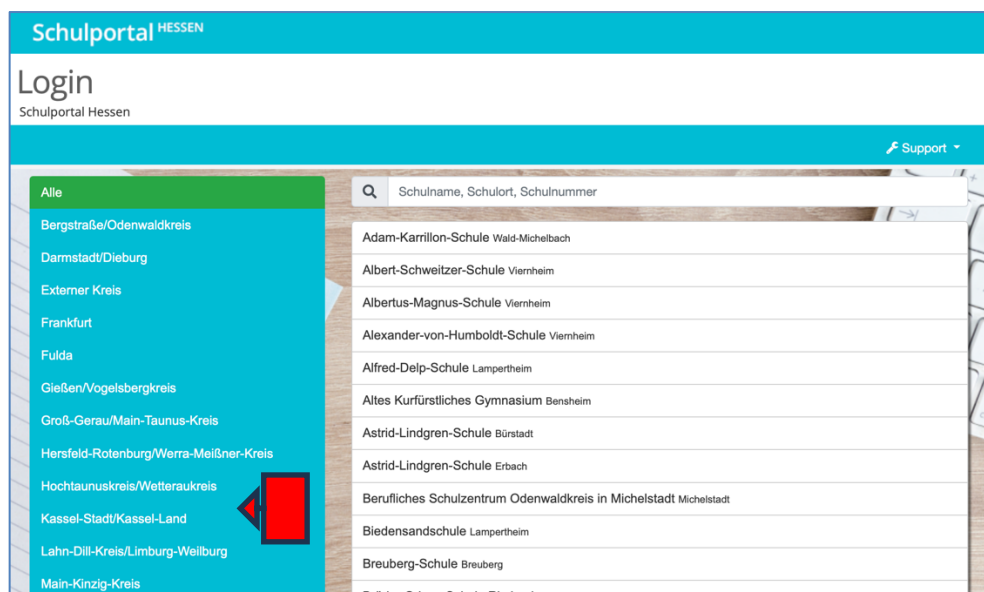 Schulportal HESSEN
Login
Schulportal Hessen
Support
Alle
Bergstraße/Odenwaldkreis
Darmstadt/Dieburg
Externer Kreis
Frankfurt
Fulda
Gießen/Vogelsbergkreis
Groß-Gerau/Main-Taunus-Kreis
Hersfeld-Rotenburg/Werra-Meißner-Kreis
Hochtaunuskreis/Wetteraukreis
Kassel-Stadt/Kassel-Land
Lahn-Dill-Kreis/Limburg-Weilburg
Main-Kinzig-Kreis
Schulname, Schulort, Schulnummer
Adam-Karrillon-Schule Wald-Michelbach
Albert-Schweitzer-Schule Viernheim
Albertus-Magnus-Schule Viernheim
Alexander-von-Humboldt-Schule Viernheim
Alfred-Delp-Schule Lampertheim
Altes Kurfürstliches Gymnasium Bensheim
Astrid-Lindgren-Schule Bürstadt
Astrid-Lindgren-Schule Erbach
Berufliches Schulzentrum Odenwaldkreis in Michelstadt Michelstadt
Biedensandschule Lampertheim
Breuberg-Schule Breuberg